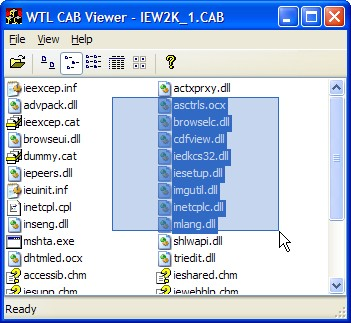 WTL CAB Viewer - IEW2K_1.CAB
File View Help
ieexcep.inf
advpack.dll
ieexcep.cat
browseui.dll
dummy.cat
iepeers.dll
ieuinit.inf
inetcpl.cpl
inseng.dll
mshta.exe
dhtmled.ocx
accessib.chm
iesupp.chm
actxprxy.dll
asctrls.ocx
browselc.dll
cdfview.dll
iedkcs32.dll
iesetup.dll
imgutil.dll
inetcplc.dll
mlang.dll
shlwapi.dll
triedit.dll
ieshared.chm
iewebhlp.chm
Ready